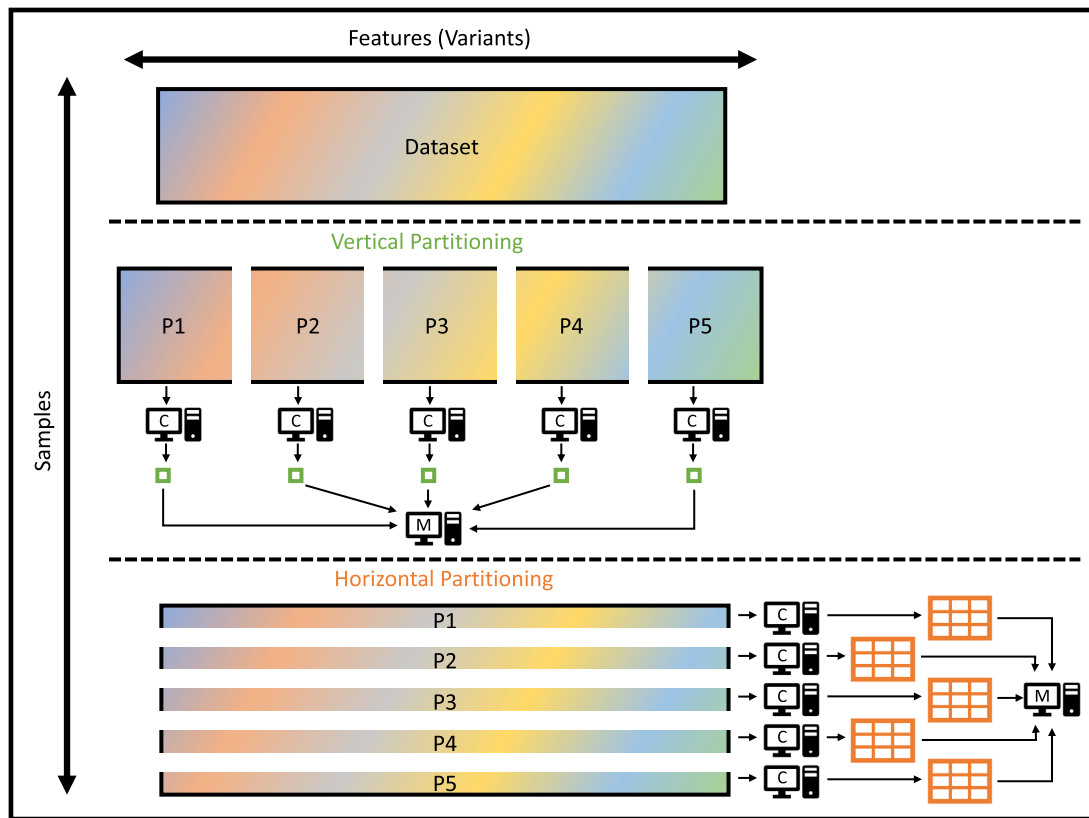 Features (Variants)
Samples
Dataset
Vertical Partitioning
P1 P2 P3 P4 P5
C C C C C
M
Horizontal Partitioning
P1 C
P2 C
P3 C M
P4 C
P5 C